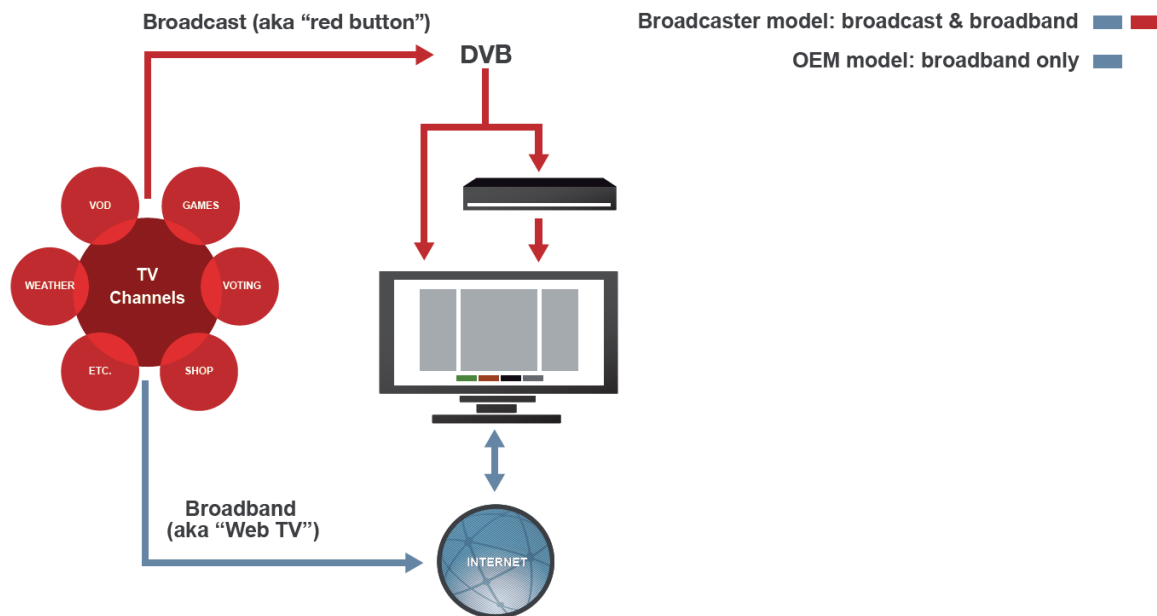 Broadcast (aka “red button”)
Broadcaster model: broadcast & broadband
OEM model: broadband only
DVB
VOD
GAMES
WEATHER
TV
Channels
VOTING
ETC.
SHOP
Broadband
(aka “Web TV”)
INTERNET